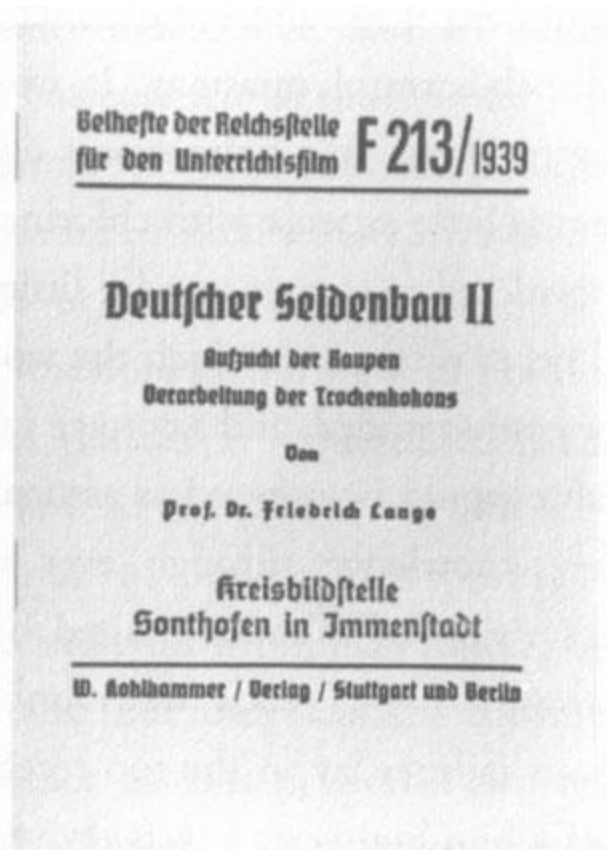 Beihefte der Reichsstelle
für den Unterrichtsfilm
F 213/1939
Deutscher Seidenbau II
Aufzucht der Raupen
Verarbeitung der Trockenkokons
Von
Prof. Dr. Friedrich Lange
Kreisbildstelle
Sonthofen in Immenstadt
W. Kohlhammer / Verlag / Stuttgart und Berlin